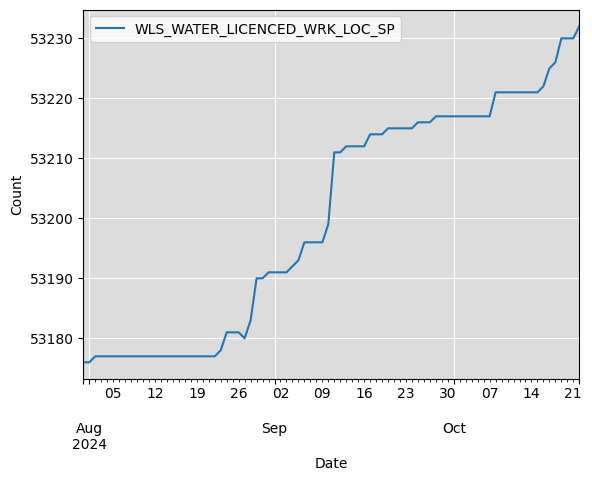 WLS_WATER_LICENCED_WRK_LOC_SP
53230
53220
53210
53200
53190
53180
Count
05 12 19 26 02 09 16 23 30 07 14 21
Aug Sep Oct
2024
Date